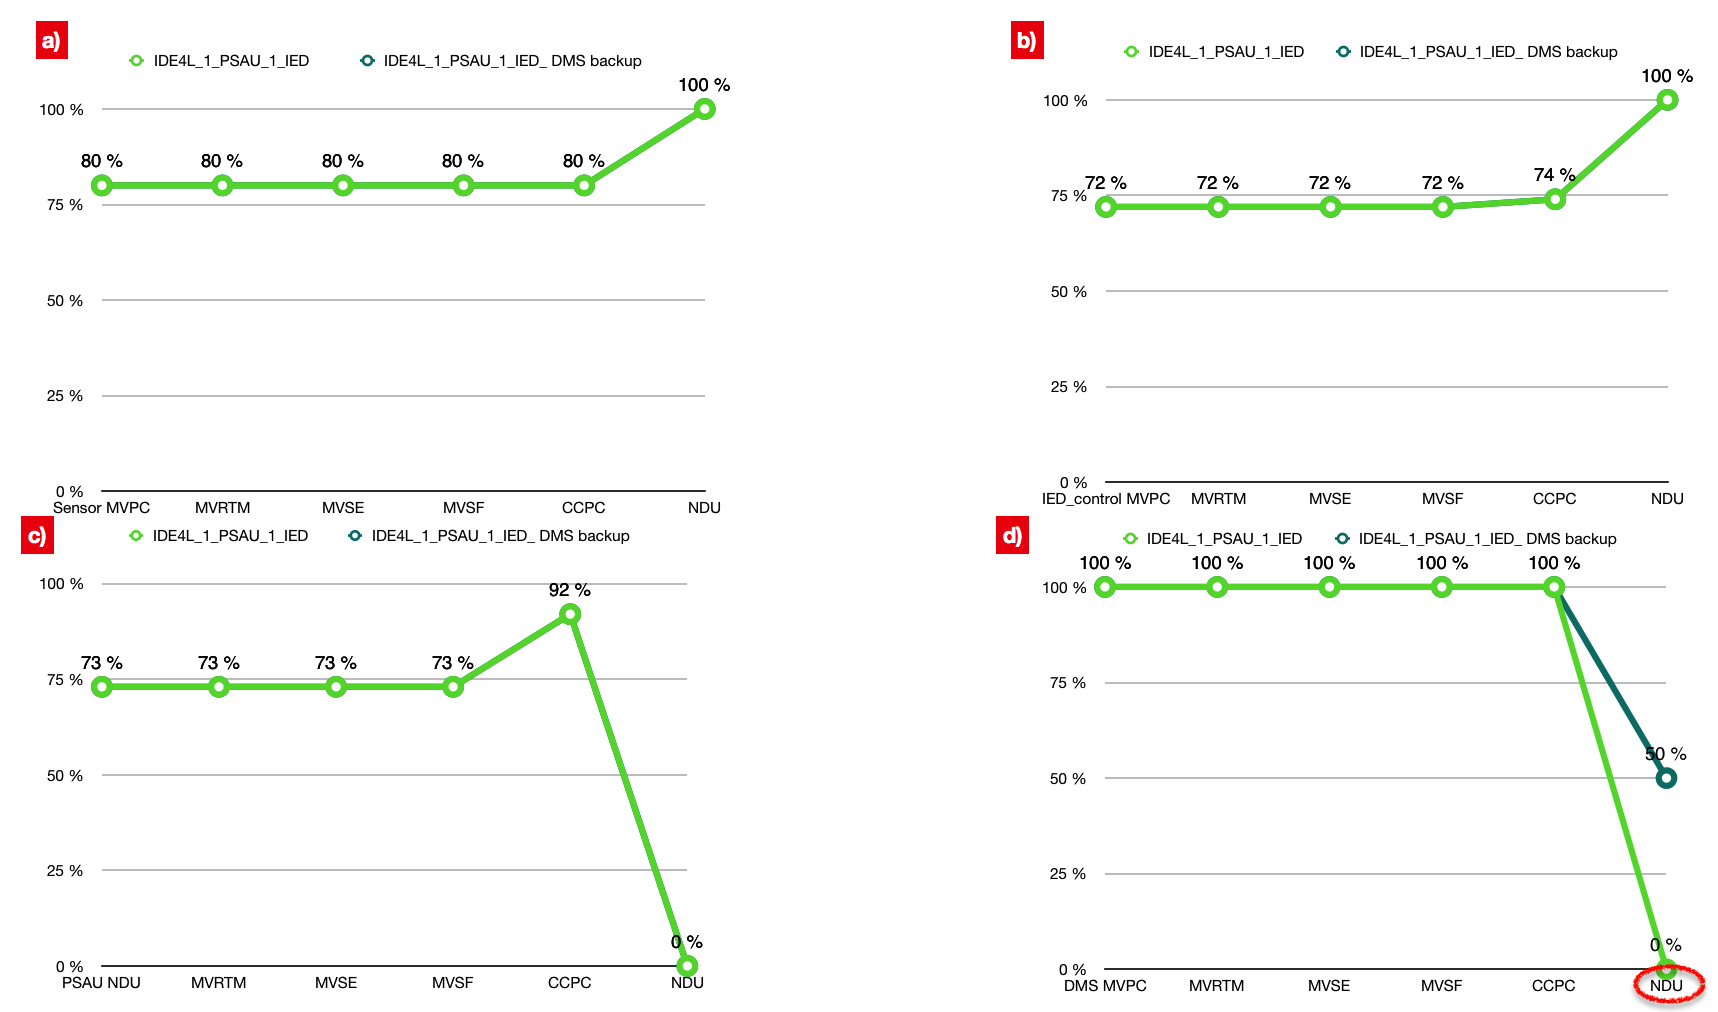 a)
IDE4L_1_PSAU_1_IED IDE4L_1_PSAU_1_IED_ DMS backup
100 %
100 %
80 % 80 % 80 % 80 % 80 %
75 %
50 %
25 %
0 %
Sensor MVPC MVRTM MVSE MVSF CCPC NDU
b)
IDE4L_1_PSAU_1_IED IDE4L_1_PSAU_1_IED_ DMS backup
100 %
100 %
72 % 72 % 72 % 72 % 74 %
75 %
50 %
25 %
0 %
IED_control MVPC MVRTM MVSE MVSF CCPC NDU
c)
IDE4L_1_PSAU_1_IED IDE4L_1_PSAU_1_IED_ DMS backup
100 %
92 %
73 % 73 % 73 % 73 %
75 %
50 %
25 %
0 %
0 %
PSAU NDU MVRTM MVSE MVSF CCPC NDU
d)
IDE4L_1_PSAU_1_IED IDE4L_1_PSAU_1_IED_ DMS backup
100 % 100 % 100 % 100 % 100 %
100 %
75 %
50 %
50 %
25 %
0 %
0 %
DMS MVPC MVRTM MVSE MVSF CCPC NDU